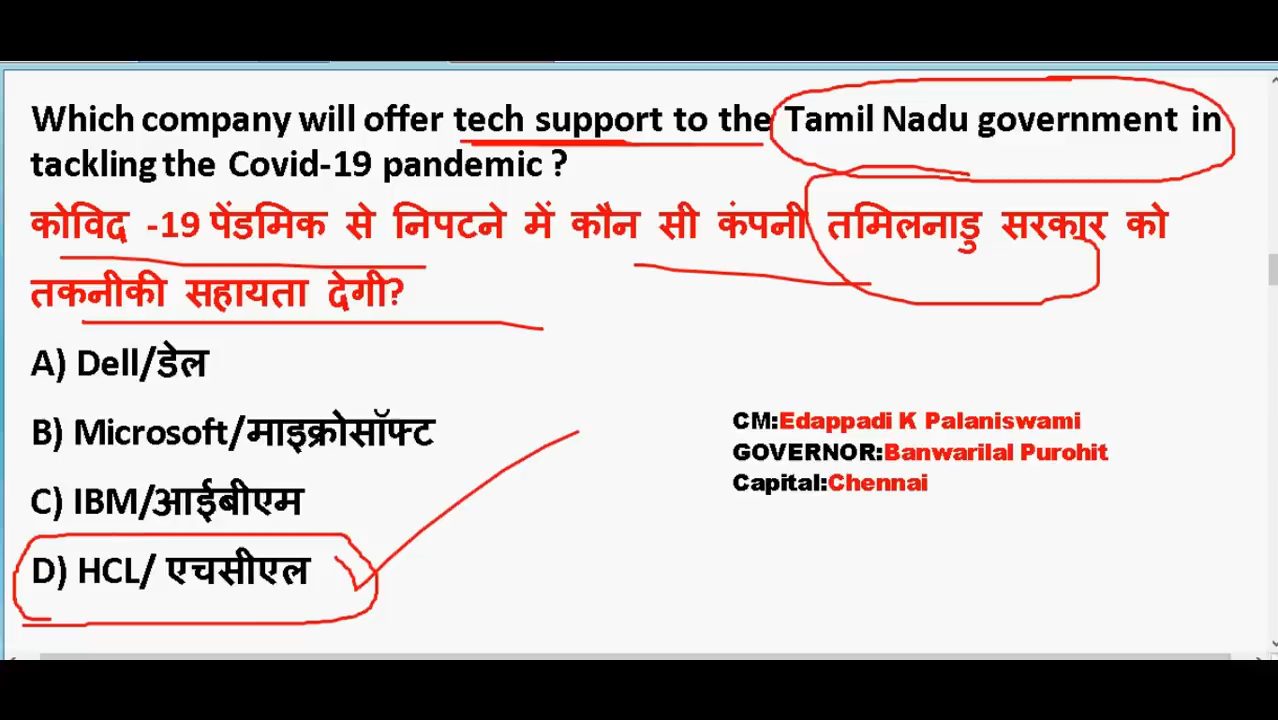 Which company will offer tech support to the Tamil Nadu government in
tackling the Covid-19 pandemic ?
कोविद -19 पेंडमिक से निपटने में कौन सी कंपनी तमिलनाडु सरकार को
तकनीकी सहायता देगी?
A) Dell/डेल
B) Microsoft/माइक्रोसॉफ्ट
CM:Edappadi K Palaniswami
GOVERNOR:Banwarilal Purohit
Capital:Chennai
C) IBM/आईबीएम
D) HCL/ एचसीएल